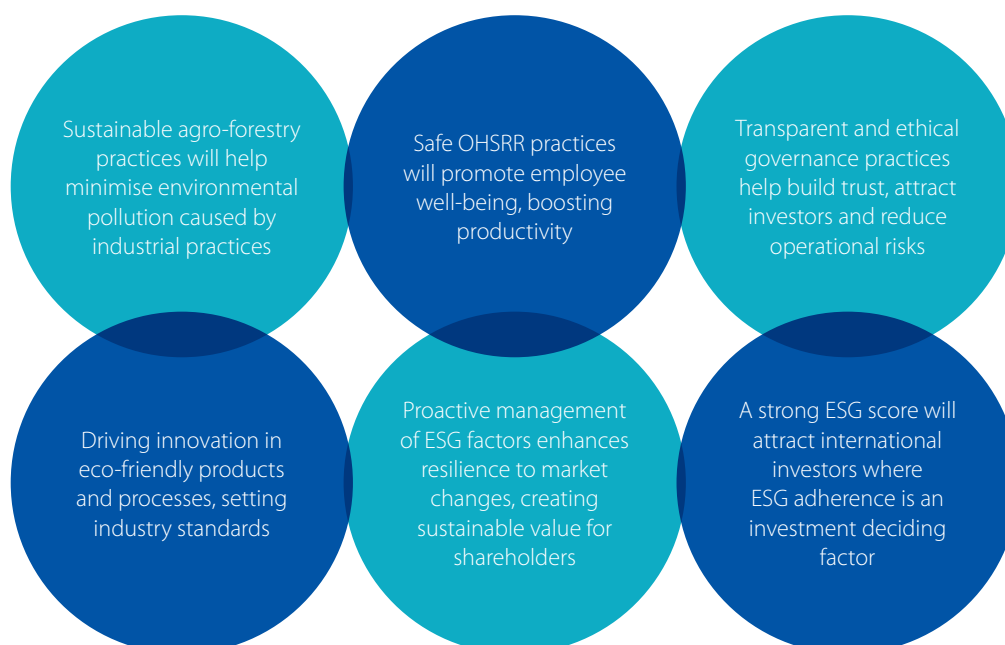 Sustainable agro-forestry
practices will help
minimise environmental
pollution caused by
industrial practices
Safe OHSRR practices
will promote employee
well-being, boosting
productivity
Transparent and ethical
governance practices
help build trust, attract
investors and reduce
operational risks
Driving innovation in
eco-friendly products
and processes, setting
industry standards
Proactive management
of ESG factors enhances
resilience to market
changes, creating
sustainable value for
shareholders
A strong ESG score will
attract international
investors where
ESG adherence is an
investment deciding
factor